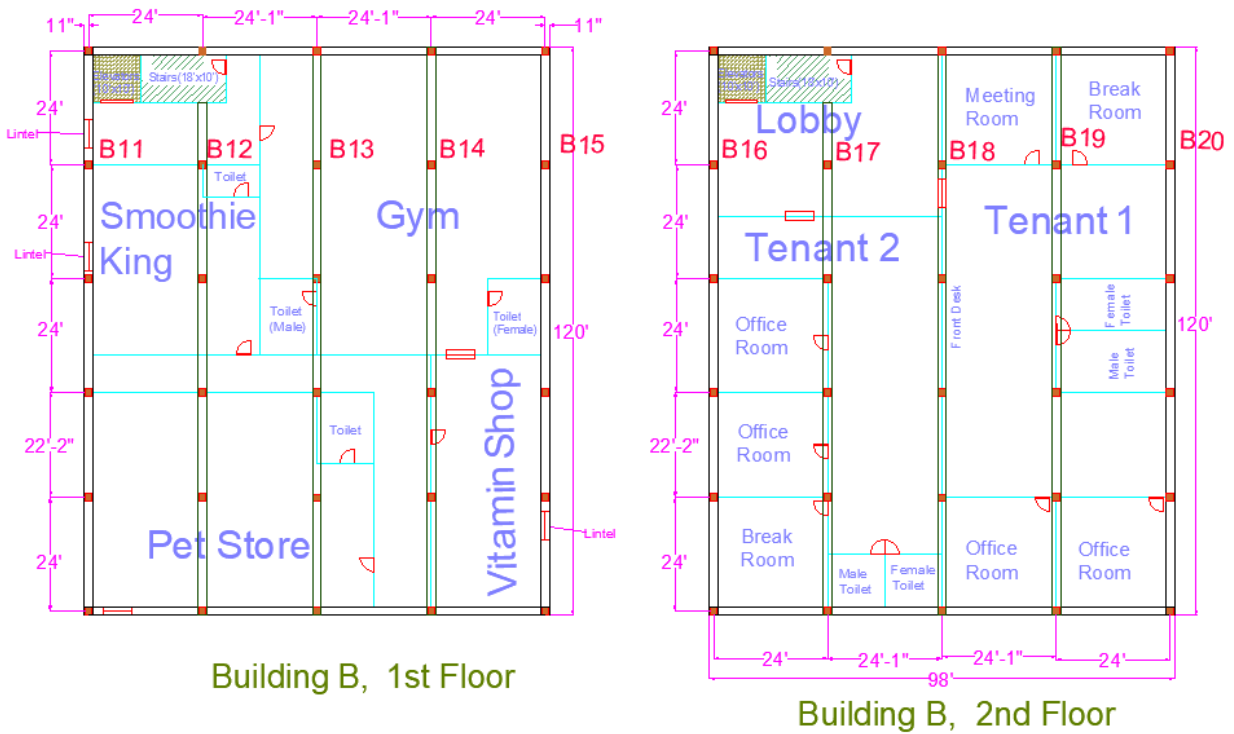 24'
24'-1"
24'-1"
24'
11"
11"
Stairs(18'x10')
24'
Lintel
B11
B12
B13
B14
B15
Toilet
Smoothie
King
Gym
24'
Lintel
Toilet
(Male)
Toilet
(Female)
24'
120'
Toilet
22'-2"
Vitamin Shop
Pet Store
Lintel
24'
Building B, 1st Floor
Stairs(18'x10')
Meeting
Room
Break
Room
24'
Lobby
B16
B17
B18
B19
B20
24'
Tenant 1
Tenant 2
Front Desk
Female
Toilet
Office
Room
24'
120'
Male
Toilet
Office
Room
22'-2"
Break
Room
Office
Room
Office
Room
24'
Male
Toilet
Female
Toilet
24'
24'-1"
24'-1"
24'
98'
Building B, 2nd Floor